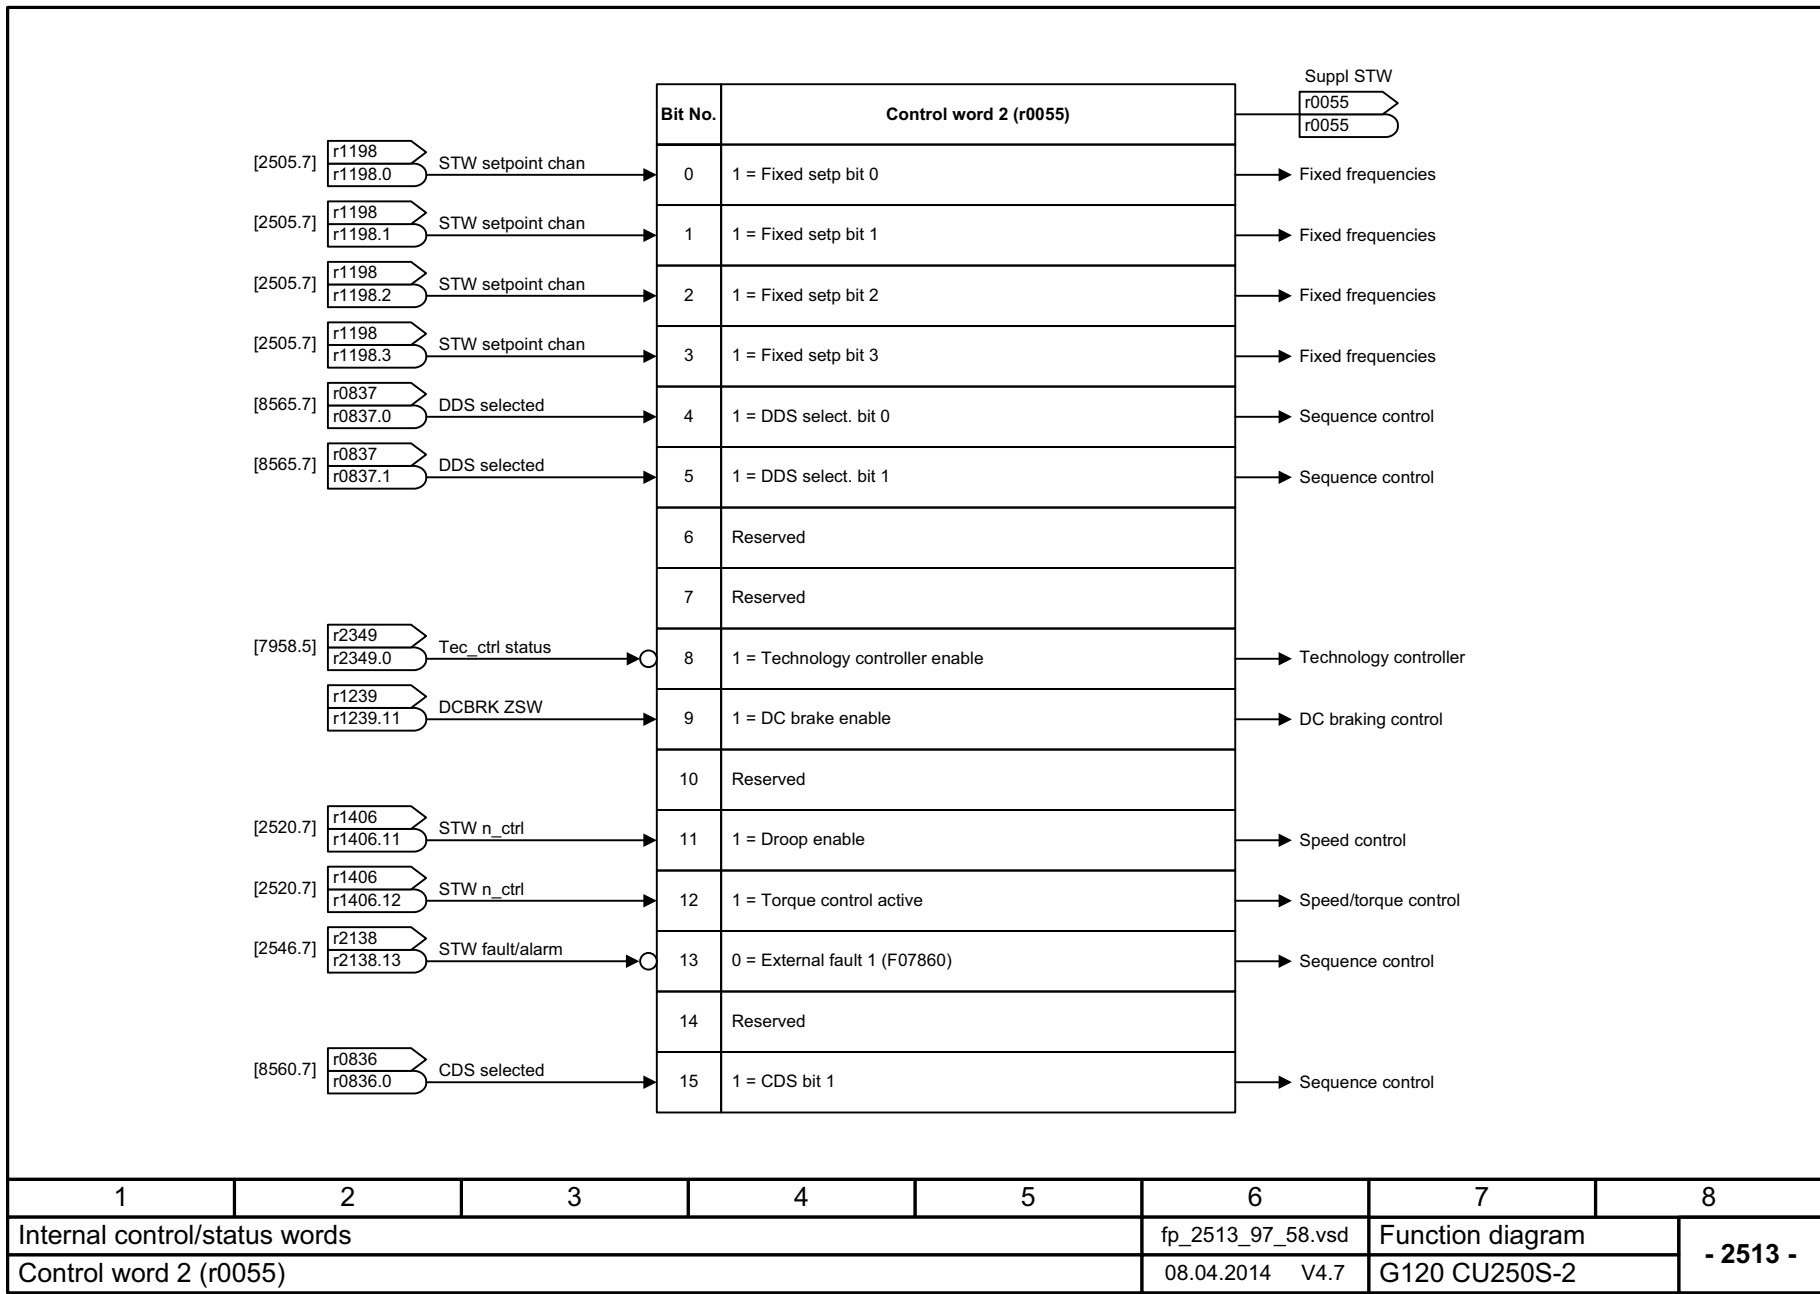 Suppl STW
r0055
r0055
Bit No. Control word 2 (r0055)
[2505.7] r1198 r1198.0 STW setpoint chan 0 1 = Fixed setp bit 0 Fixed frequencies
[2505.7] r1198 r1198.1 STW setpoint chan 1 1 = Fixed setp bit 1 Fixed frequencies
[2505.7] r1198 r1198.2 STW setpoint chan 2 1 = Fixed setp bit 2 Fixed frequencies
[2505.7] r1198 r1198.3 STW setpoint chan 3 1 = Fixed setp bit 3 Fixed frequencies
[8565.7] r0837 r0837.0 DDS selected 4 1 = DDS select. bit 0 Sequence control
[8565.7] r0837 r0837.1 DDS selected 5 1 = DDS select. bit 1 Sequence control
6 Reserved
7 Reserved
[7958.5] r2349 r2349.0 Tec_ctrl status 8 1 = Technology controller enable Technology controller
r1239 r1239.11 DCBRK ZSW 9 1 = DC brake enable DC braking control
10 Reserved
[2520.7] r1406 r1406.11 STW n_ctrl 11 1 = Droop enable Speed control
[2520.7] r1406 r1406.12 STW n_ctrl 12 1 = Torque control active Speed/torque control
[2546.7] r2138 r2138.13 STW fault/alarm 13 0 = External fault 1 (F07860) Sequence control
14 Reserved
[8560.7] r0836 r0836.0 CDS selected 15 1 = CDS bit 1 Sequence control
1 2 3 4 5 6 7 8
Internal control/status words fp_2513_97_58.vsd Function diagram - 2513 -
Control word 2 (r0055) 08.04.2014 V4.7 G120 CU250S-2